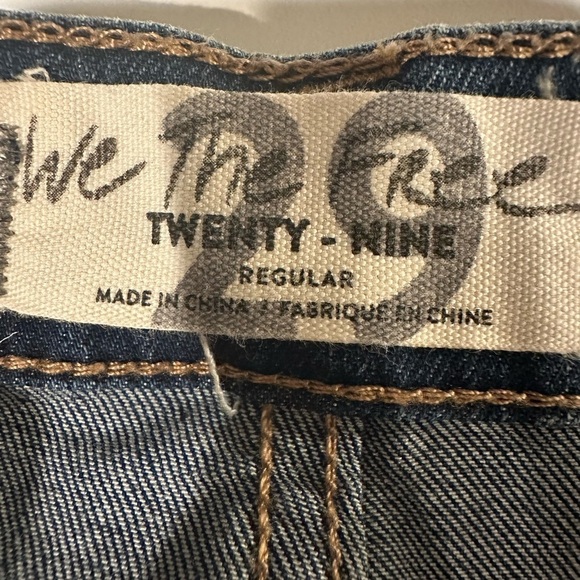 We The Free
29
TWENTY - NINE
REGULAR
MADE IN CHINA / FABRIQUE EN CHINE